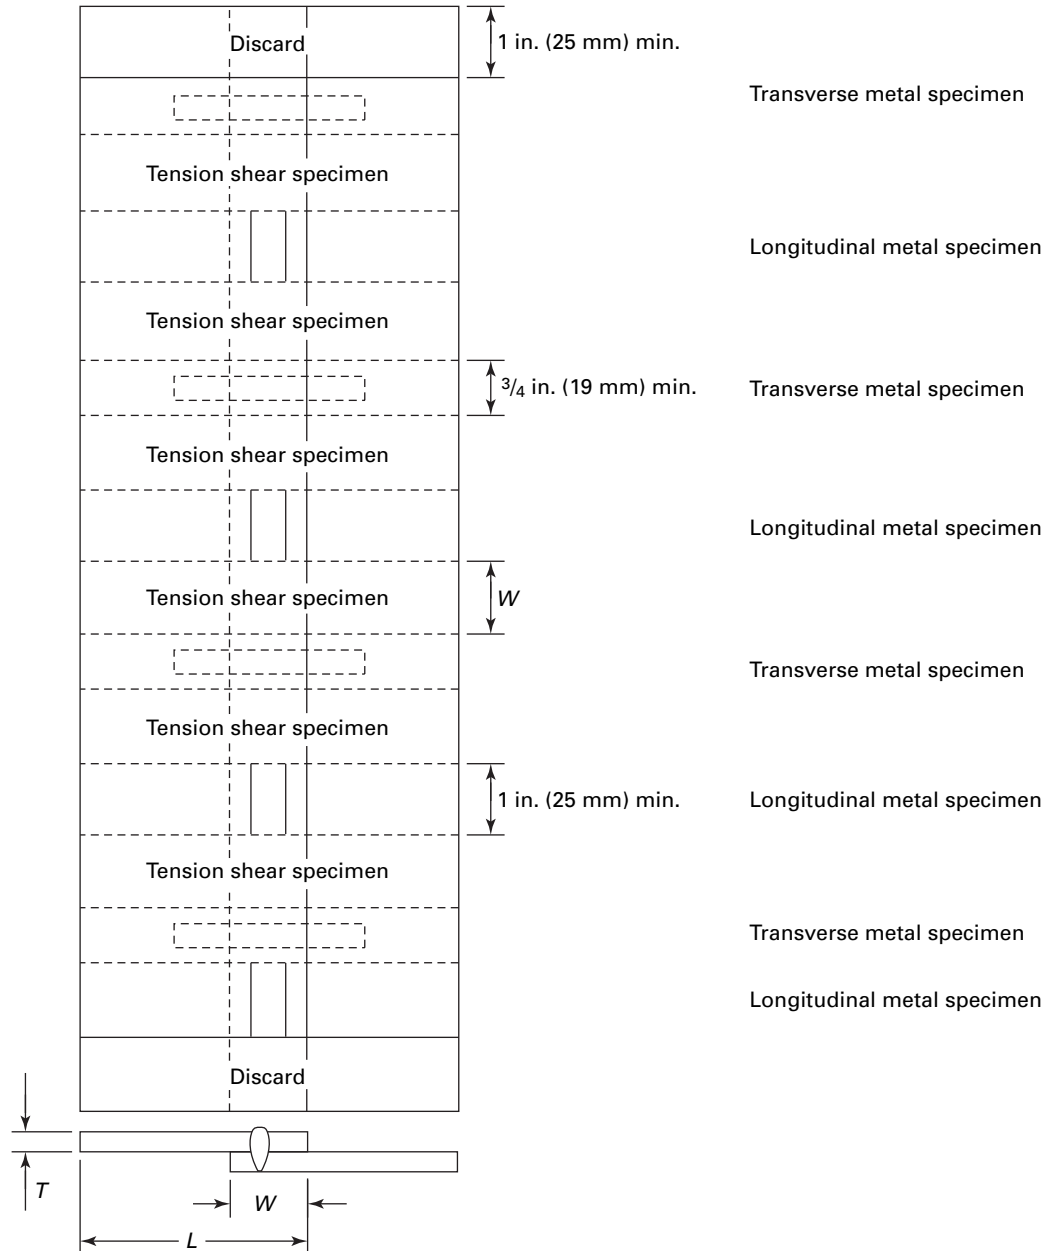 Discard
1 in. (25 mm) min.
Transverse metal specimen
Tension shear specimen
Longitudinal metal specimen
Tension shear specimen
3/4 in. (19 mm) min.
Transverse metal specimen
Tension shear specimen
Longitudinal metal specimen
Tension shear specimen
W
Transverse metal specimen
Tension shear specimen
1 in. (25 mm) min.
Longitudinal metal specimen
Tension shear specimen
Transverse metal specimen
Longitudinal metal specimen
Discard
T
W
L